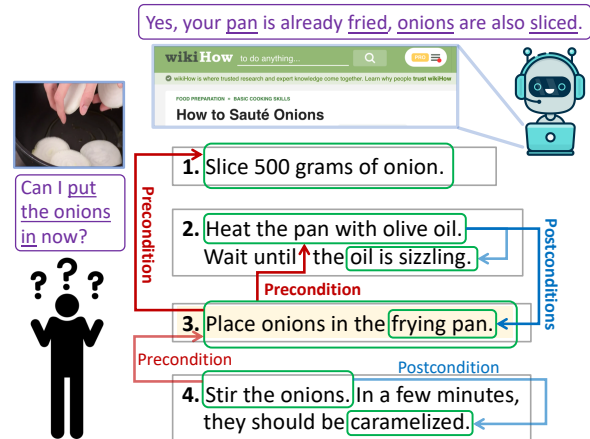 Yes, your pan is already fried, onions are also sliced.
wikiHow to do anything...
PRO
wikiHow is where trusted research and expert knowledge come together. Learn why people trust wikiHow
FOOD PREPARATION » BASIC COOKING SKILLS
How to Sauté Onions
Can I put
the onions
in now?
? ? ?
Precondition
1. Slice 500 grams of onion.
2. Heat the pan with olive oil.
Wait until the oil is sizzling.
Postconditions
Precondition
3. Place onions in the frying pan.
Precondition
Postcondition
4. Stir the onions. In a few minutes,
they should be caramelized.